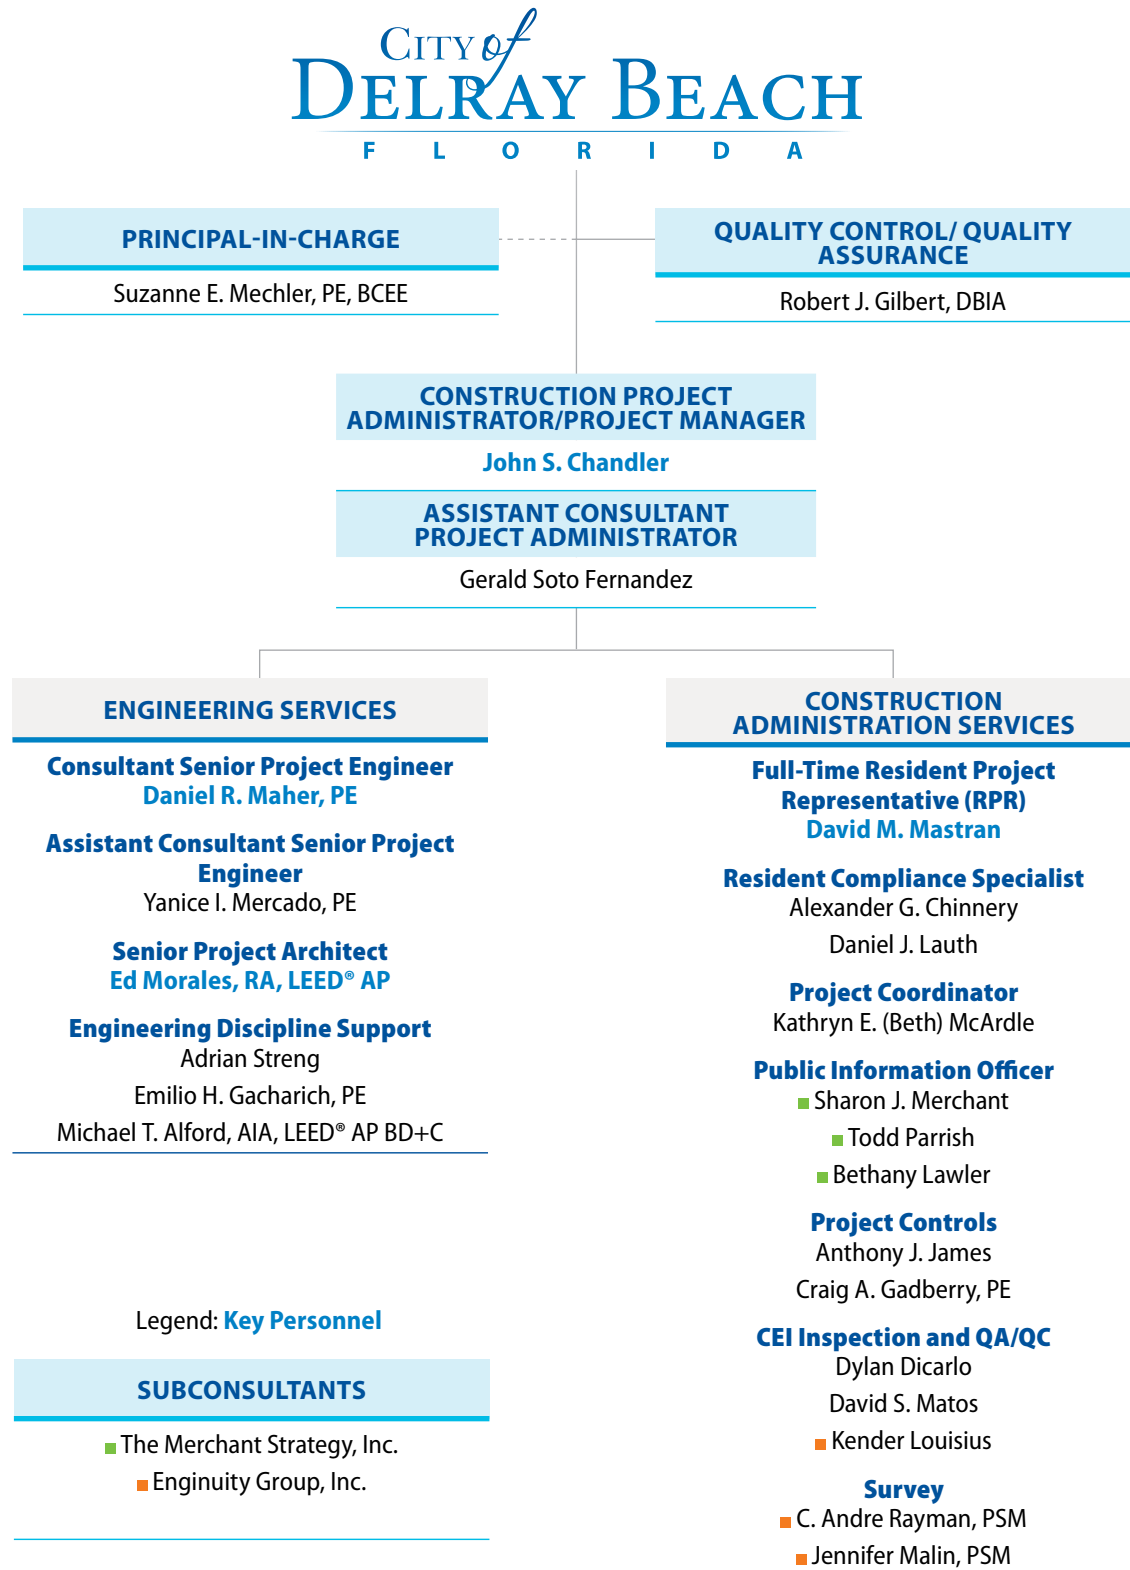 CITY of
DELRAY BEACH
FLORIDA
PRINCIPAL-IN-CHARGE
Suzanne E. Mechler, PE, BCEE
QUALITY CONTROL/ QUALITY
ASSURANCE
Robert J. Gilbert, DBIA
CONSTRUCTION PROJECT
ADMINISTRATOR/PROJECT MANAGER
John S. Chandler
ASSISTANT CONSULTANT
PROJECT ADMINISTRATOR
Gerald Soto Fernandez
ENGINEERING SERVICES
Consultant Senior Project Engineer
Daniel R. Maher, PE
Assistant Consultant Senior Project
Engineer
Yanice I. Mercado, PE
Senior Project Architect
Ed Morales, RA, LEED® AP
Engineering Discipline Support
Adrian Streng
Emilio H. Gacharich, PE
Michael T. Alford, AIA, LEED® AP BD+C
Legend: Key Personnel
SUBCONSULTANTS
The Merchant Strategy, Inc.
Enginuity Group, Inc.
CONSTRUCTION
ADMINISTRATION SERVICES
Full-Time Resident Project
Representative (RPR)
David M. Mastran
Resident Compliance Specialist
Alexander G. Chinnery
Daniel J. Lauth
Project Coordinator
Kathryn E. (Beth) McArdle
Public Information Officer
Sharon J. Merchant
Todd Parrish
Bethany Lawler
Project Controls
Anthony J. James
Craig A. Gadberry, PE
CEI Inspection and QA/QC
Dylan Dicarlo
David S. Matos
Kender Louisius
Survey
C. Andre Rayman, PSM
Jennifer Malin, PSM